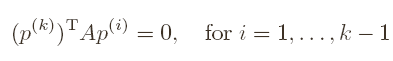 (p^{(k)})^T A p^{(i)} = 0, for i = 1, . . . , k − 1